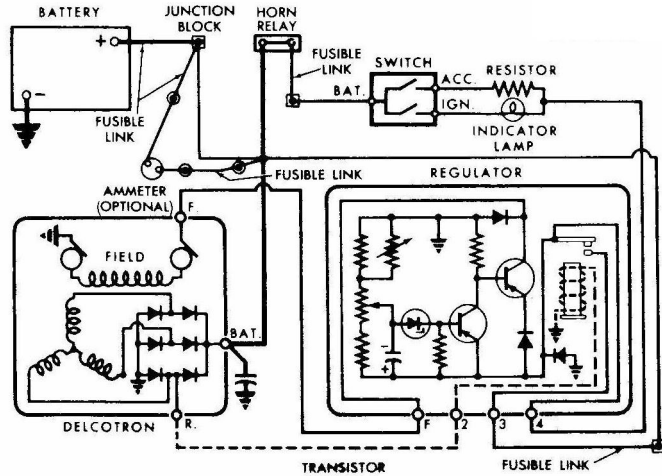 BATTERY
JUNCTION
BLOCK
HORN
RELAY
FUSIBLE
LINK
SWITCH
ACC.
RESISTOR
+
-
BAT.
IGN.
INDICATOR
LAMP
FUSIBLE
LINK
FUSIBLE LINK
REGULATOR
AMMETER
(OPTIONAL)
F.
FIELD
BAT.
-
+
DELCOTRON
R.
F
2
3
4
TRANSISTOR
FUSIBLE LINK